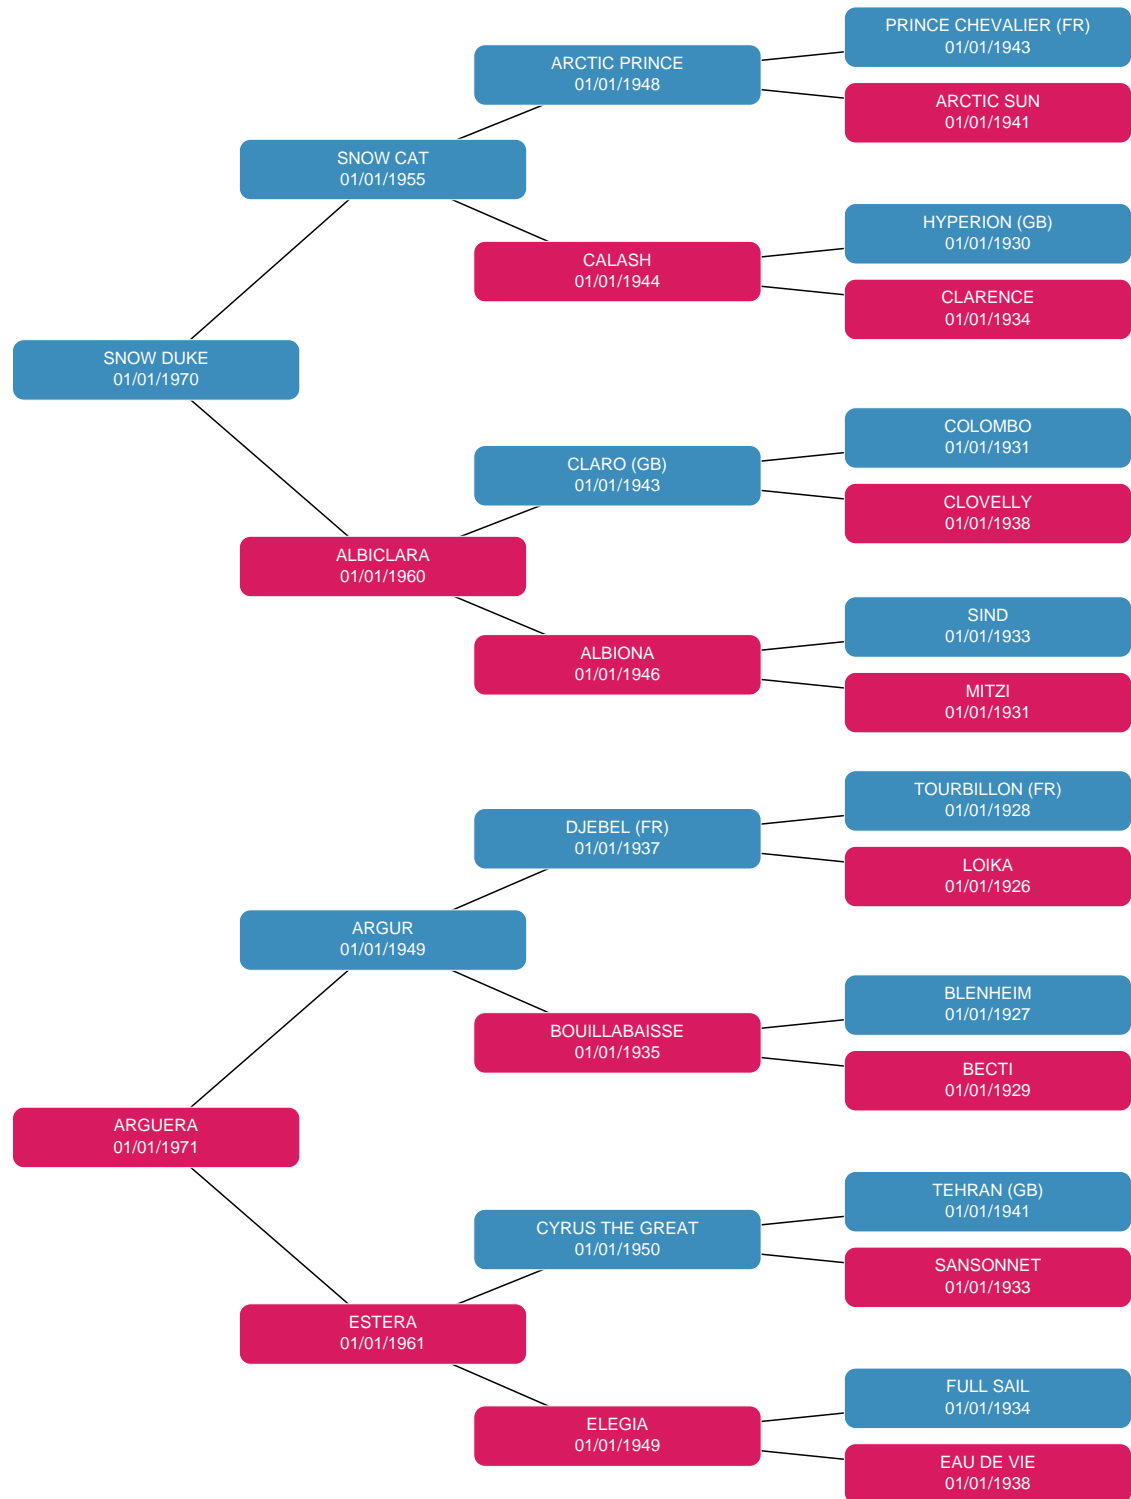 PRINCE CHEVALIER (FR)
01/01/1943
ARCTIC PRINCE
01/01/1948
ARCTIC SUN
01/01/1941
SNOW CAT
01/01/1955
HYPERION (GB)
01/01/1930
CALASH
01/01/1944
CLARENCE
01/01/1934
SNOW DUKE
01/01/1970
COLOMBO
01/01/1931
CLARO (GB)
01/01/1943
CLOVELLY
01/01/1938
ALBICLARA
01/01/1960
SIND
01/01/1933
ALBIONA
01/01/1946
MITZI
01/01/1931
TOURBILLON (FR)
01/01/1928
DJEBEL (FR)
01/01/1937
LOIKA
01/01/1926
ARGUR
01/01/1949
BLENHEIM
01/01/1927
BOUILLABAISSE
01/01/1935
BECTI
01/01/1929
ARGUERA
01/01/1971
TEHRAN (GB)
01/01/1941
CYRUS THE GREAT
01/01/1950
SANSONNET
01/01/1933
ESTERA
01/01/1961
FULL SAIL
01/01/1934
ELEGIA
01/01/1949
EAU DE VIE
01/01/1938